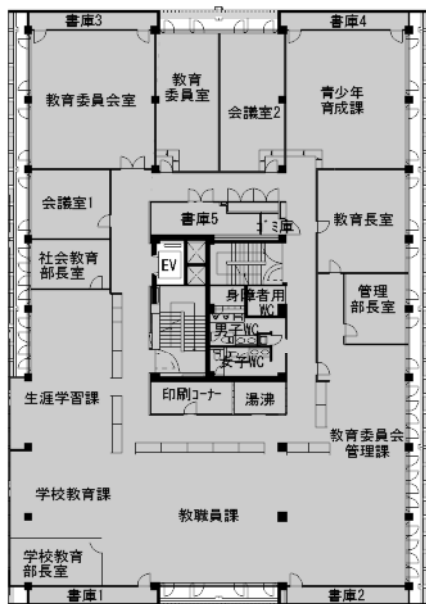 書庫3
書庫4
教育委員会室
教育
委員室
会議室2
青少年
育成課
会議室1
書庫5
ゴミ庫
教育長室
社会教育
部長室
EV
身障者用
WC
管理
部長室
男子WC
女子WC
生涯学習課
印刷コーナー
湯沸
教育委員会
管理課
学校教育課
教職員課
学校教育
部長室
書庫1
書庫2